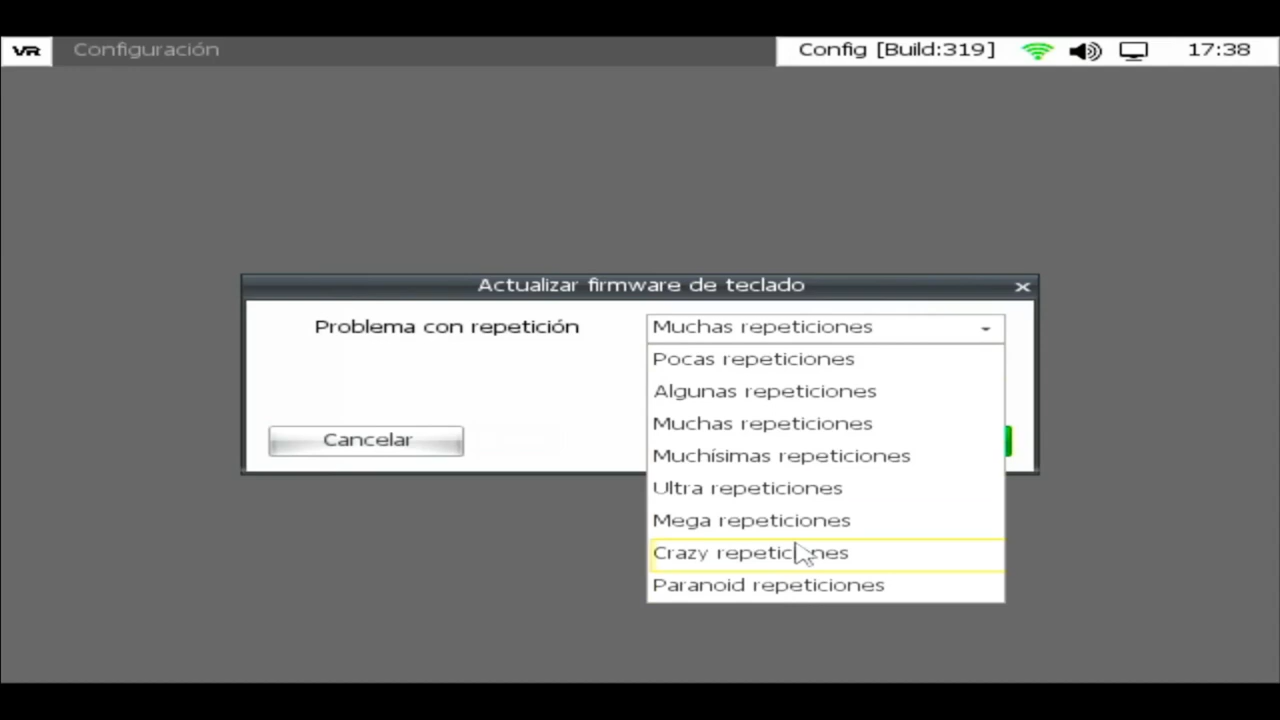 VR Configuración Config [Build:319] 17:38
Actualizar firmware de teclado
Problema con repetición Muchas repeticiones
Pocas repeticiones
Algunas repeticiones
Muchas repeticiones
Cancelar
Muchísimas repeticiones
Ultra repeticiones
Mega repeticiones
Crazy repeticiones
Paranoid repeticiones